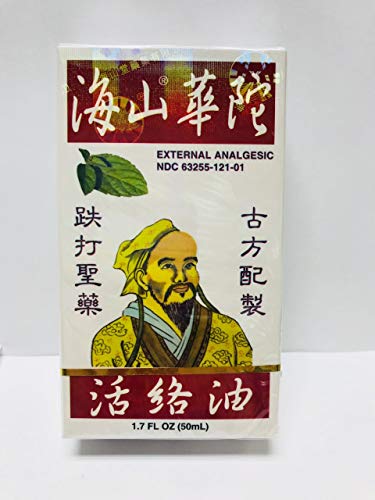 海山®華陀
EXTERNAL ANALGESIC
NDC 63255-121-01
跌打聖藥
古方配製
活絡油
1.7 FL OZ (50mL)